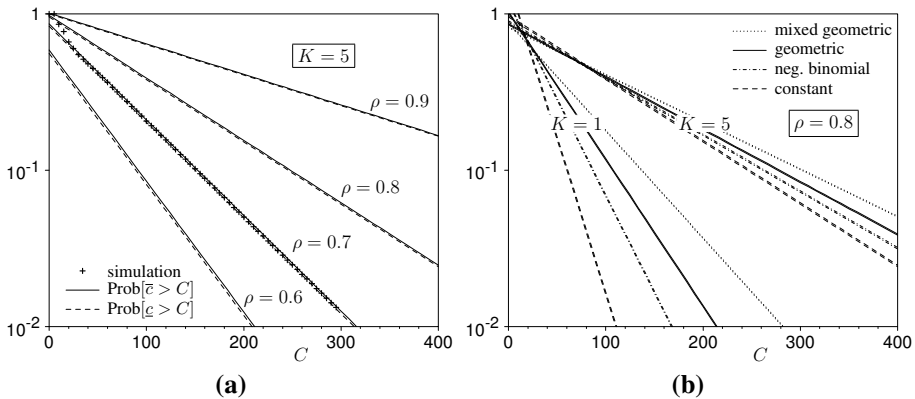 1
10⁻¹
10⁻²
0 100 200 300 400
C
K = 5
ρ = 0.9
ρ = 0.8
ρ = 0.7
ρ = 0.6
simulation
Prob[c̅ > C]
Prob[c̲ > C]
(a)
1
10⁻¹
10⁻²
0 100 200 300 400
C
mixed geometric
geometric
neg. binomial
constant
ρ = 0.8
K = 1
K = 5
(b)